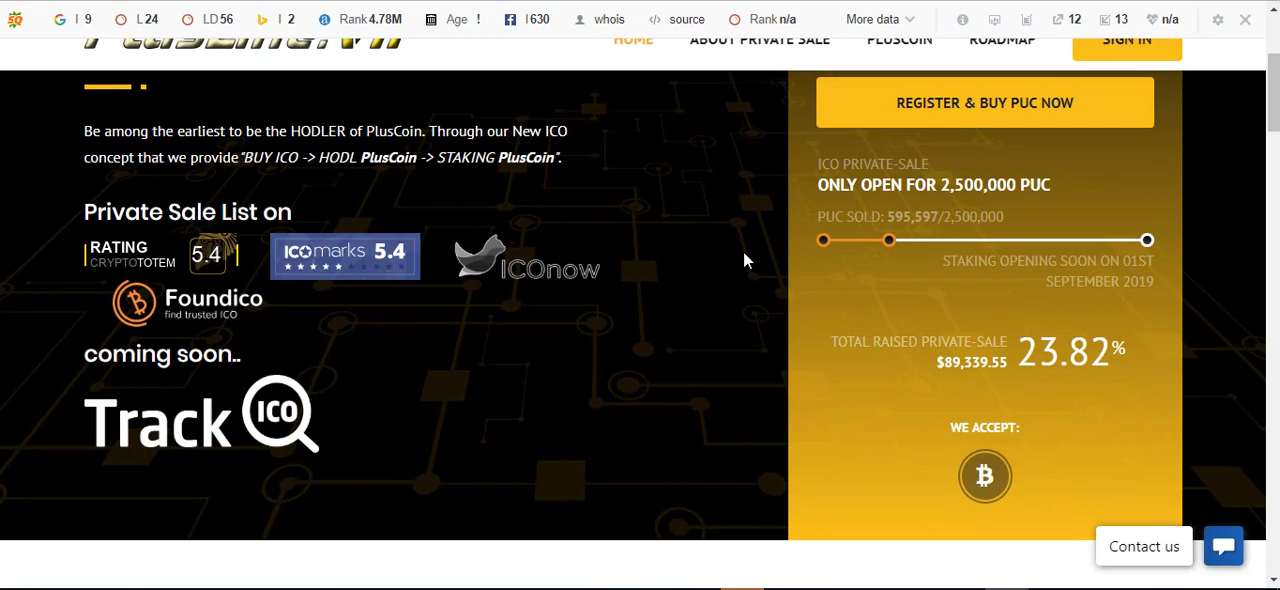 I 9
L 24
LD 56
I 2
Rank 4.78M
Age !
I 630
whois
source
Rank n/a
More data
12
13
n/a
HOME
ABOUT PRIVATE SALE
PLUSCOIN
ROADMAP
SIGN IN
Be among the earliest to be the HODLER of PlusCoin. Through our New ICO
concept that we provide "BUY ICO -> HODL PlusCoin -> STAKING PlusCoin".
Private Sale List on
RATING
CRYPTOTOTEM
5.4
ICOmarks 5.4
ICOnow
Foundico
find trusted ICO
coming soon..
Track ICO
REGISTER & BUY PUC NOW
ICO PRIVATE-SALE
ONLY OPEN FOR 2,500,000 PUC
PUC SOLD: 595,597/2,500,000
STAKING OPENING SOON ON 01ST
SEPTEMBER 2019
TOTAL RAISED PRIVATE-SALE
$89,339.55
23.82%
WE ACCEPT:
Contact us